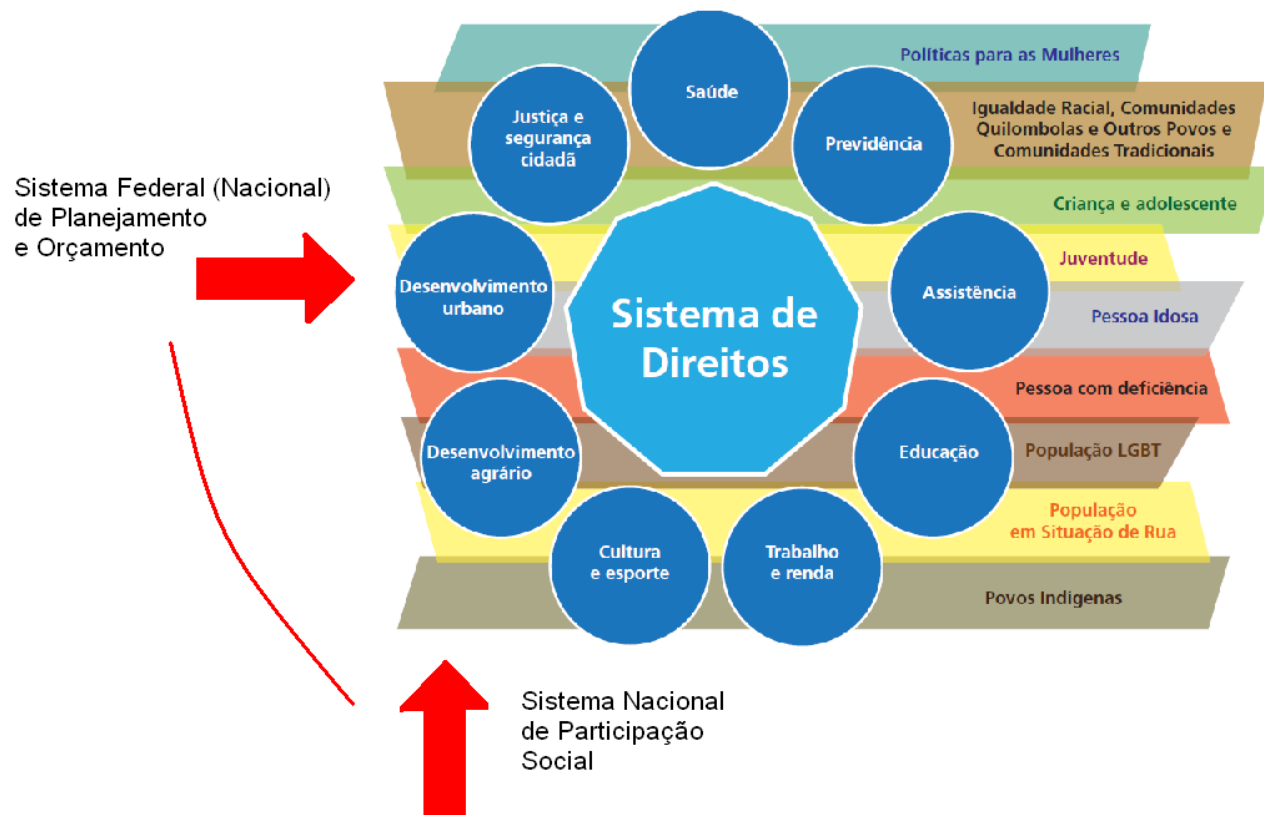 Políticas para as Mulheres
Saúde
Justiça e
segurança
cidadã
Previdência
Igualdade Racial, Comunidades
Quilombolas e Outros Povos e
Comunidades Tradicionais
Sistema Federal (Nacional)
de Planejamento
e Orçamento
Criança e adolescente
Juventude
Desenvolvimento
urbano
Sistema de
Direitos
Assistência
Pessoa Idosa
Pessoa com deficiência
Desenvolvimento
agrário
Educação
População LGBT
População
em Situação de Rua
Cultura
e esporte
Trabalho
e renda
Povos Indígenas
Sistema Nacional
de Participação
Social